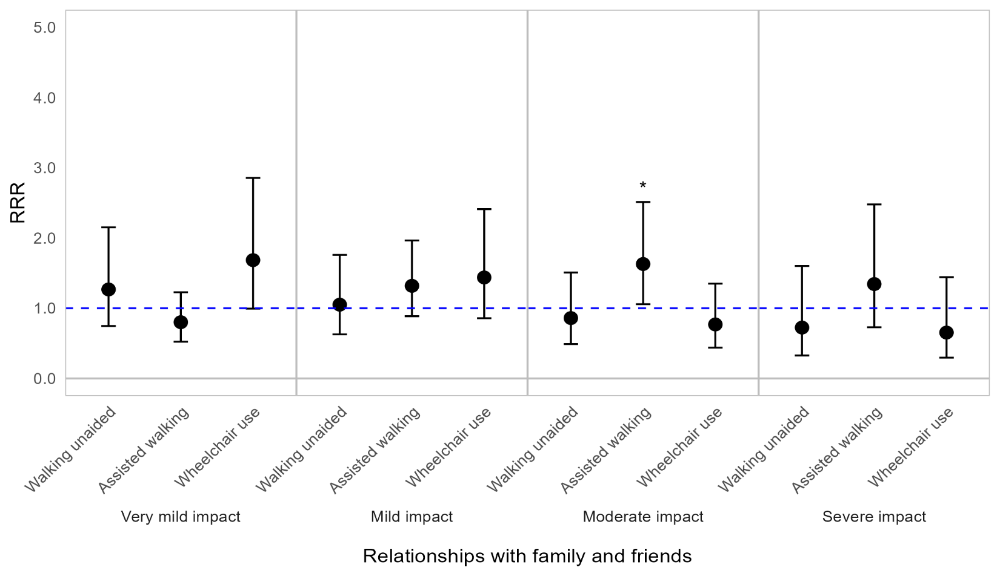 5.0
4.0
3.0
2.0
1.0
0.0
RRR
*
Walking unaided
Assisted walking
Wheelchair use
Walking unaided
Assisted walking
Wheelchair use
Walking unaided
Assisted walking
Wheelchair use
Walking unaided
Assisted walking
Wheelchair use
Very mild impact
Mild impact
Moderate impact
Severe impact
Relationships with family and friends